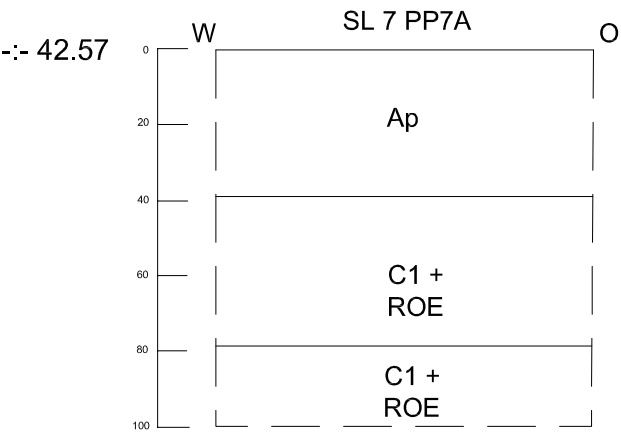 SL 7 PP7A
W
O
-:- 42.57
0
20
Ap
40
60
C1 +
ROE
80
C1 +
ROE
100